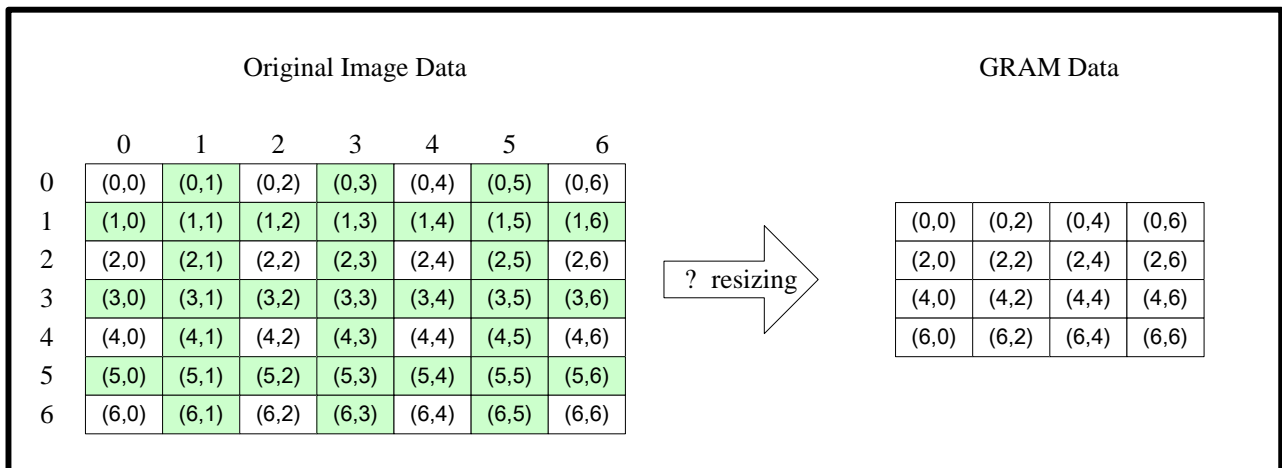 Original Image Data GRAM Data
0 1 2 3 4 5 6
0 (0,0) (0,1) (0,2) (0,3) (0,4) (0,5) (0,6)
1 (1,0) (1,1) (1,2) (1,3) (1,4) (1,5) (1,6)
2 (2,0) (2,1) (2,2) (2,3) (2,4) (2,5) (2,6)
3 (3,0) (3,1) (3,2) (3,3) (3,4) (3,5) (3,6)
4 (4,0) (4,1) (4,2) (4,3) (4,4) (4,5) (4,6)
5 (5,0) (5,1) (5,2) (5,3) (5,4) (5,5) (5,6)
6 (6,0) (6,1) (6,2) (6,3) (6,4) (6,5) (6,6)
? resizing
(0,0) (0,2) (0,4) (0,6)
(2,0) (2,2) (2,4) (2,6)
(4,0) (4,2) (4,4) (4,6)
(6,0) (6,2) (6,4) (6,6)